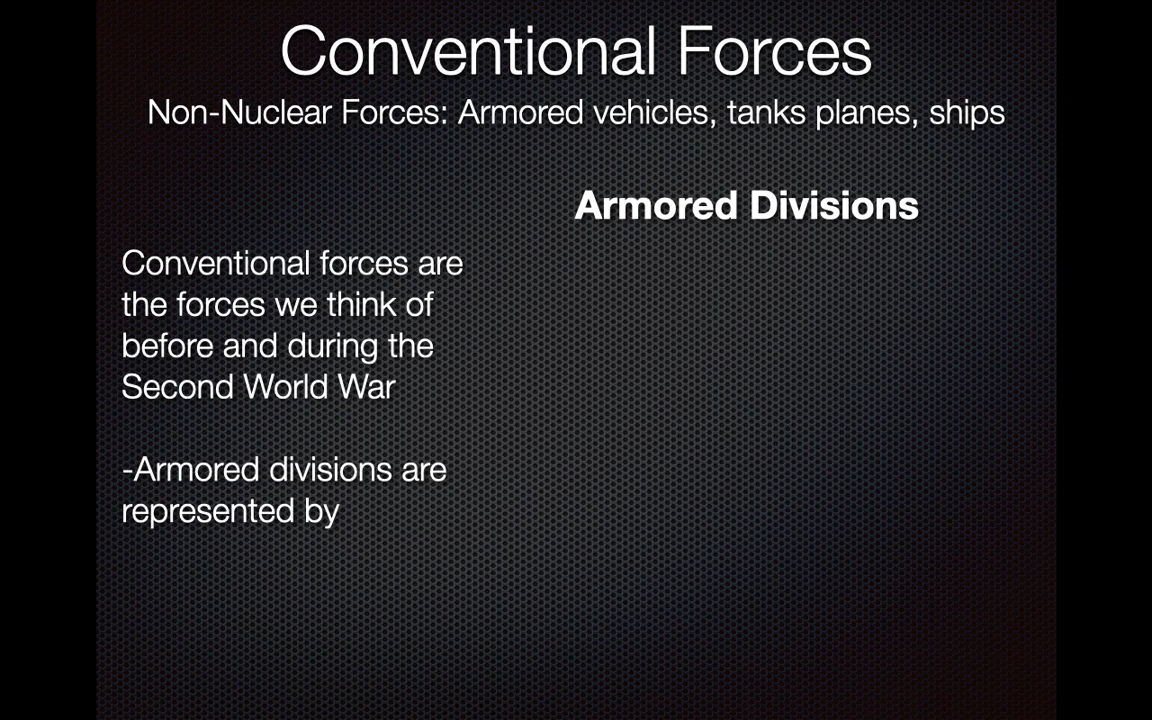 Conventional Forces
Non-Nuclear Forces: Armored vehicles, tanks planes, ships
Armored Divisions
Conventional forces are
the forces we think of
before and during the
Second World War
-Armored divisions are
represented by